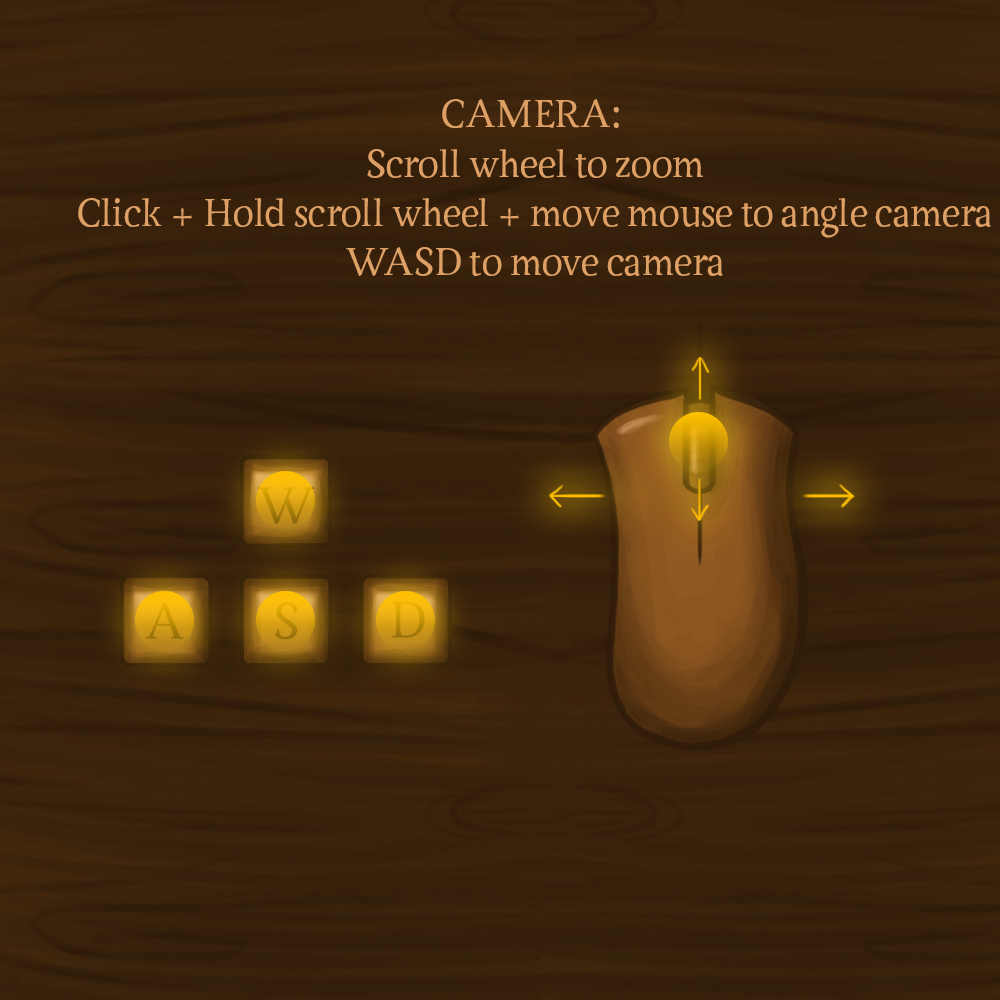 CAMERA:
Scroll wheel to zoom
Click + Hold scroll wheel + move mouse to angle camera
WASD to move camera
W
A S D